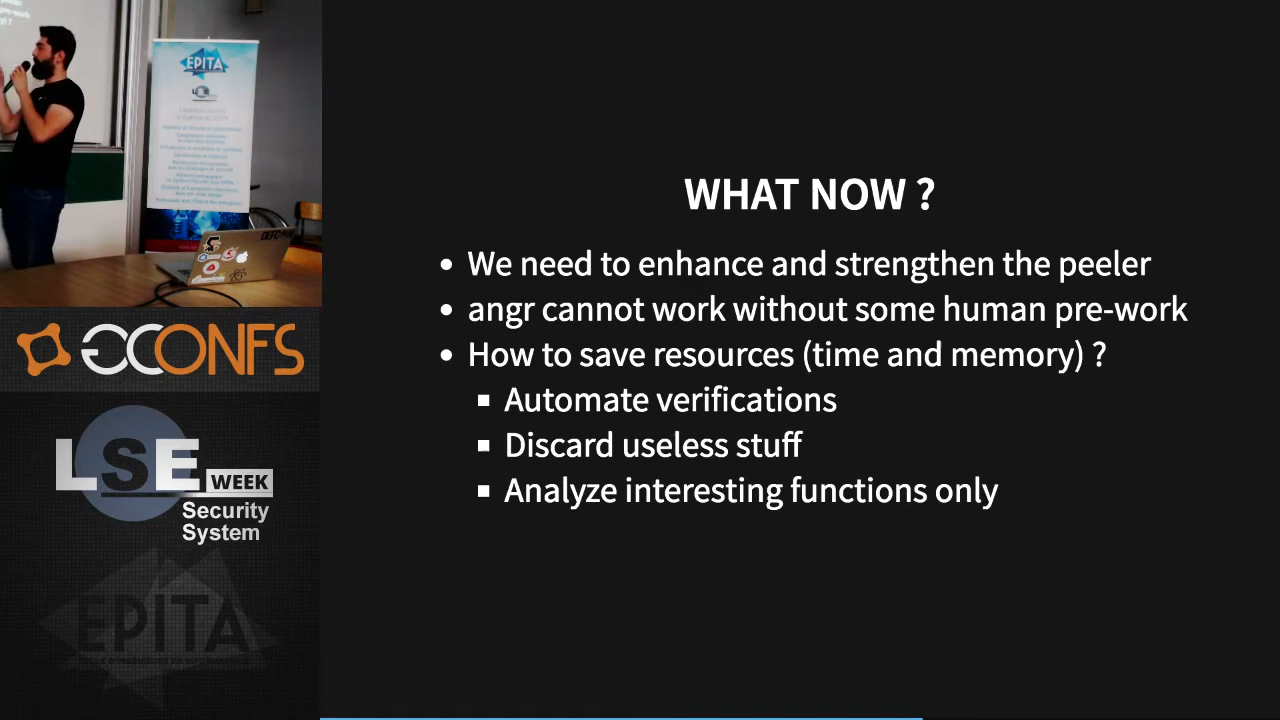 EPITA
WHAT NOW ?
• We need to enhance and strengthen the peeler
• angr cannot work without some human pre-work
• How to save resources (time and memory) ?
▪ Automate verifications
▪ Discard useless stuff
▪ Analyze interesting functions only
GCONFS
LSE WEEK
Security
System
EPITA